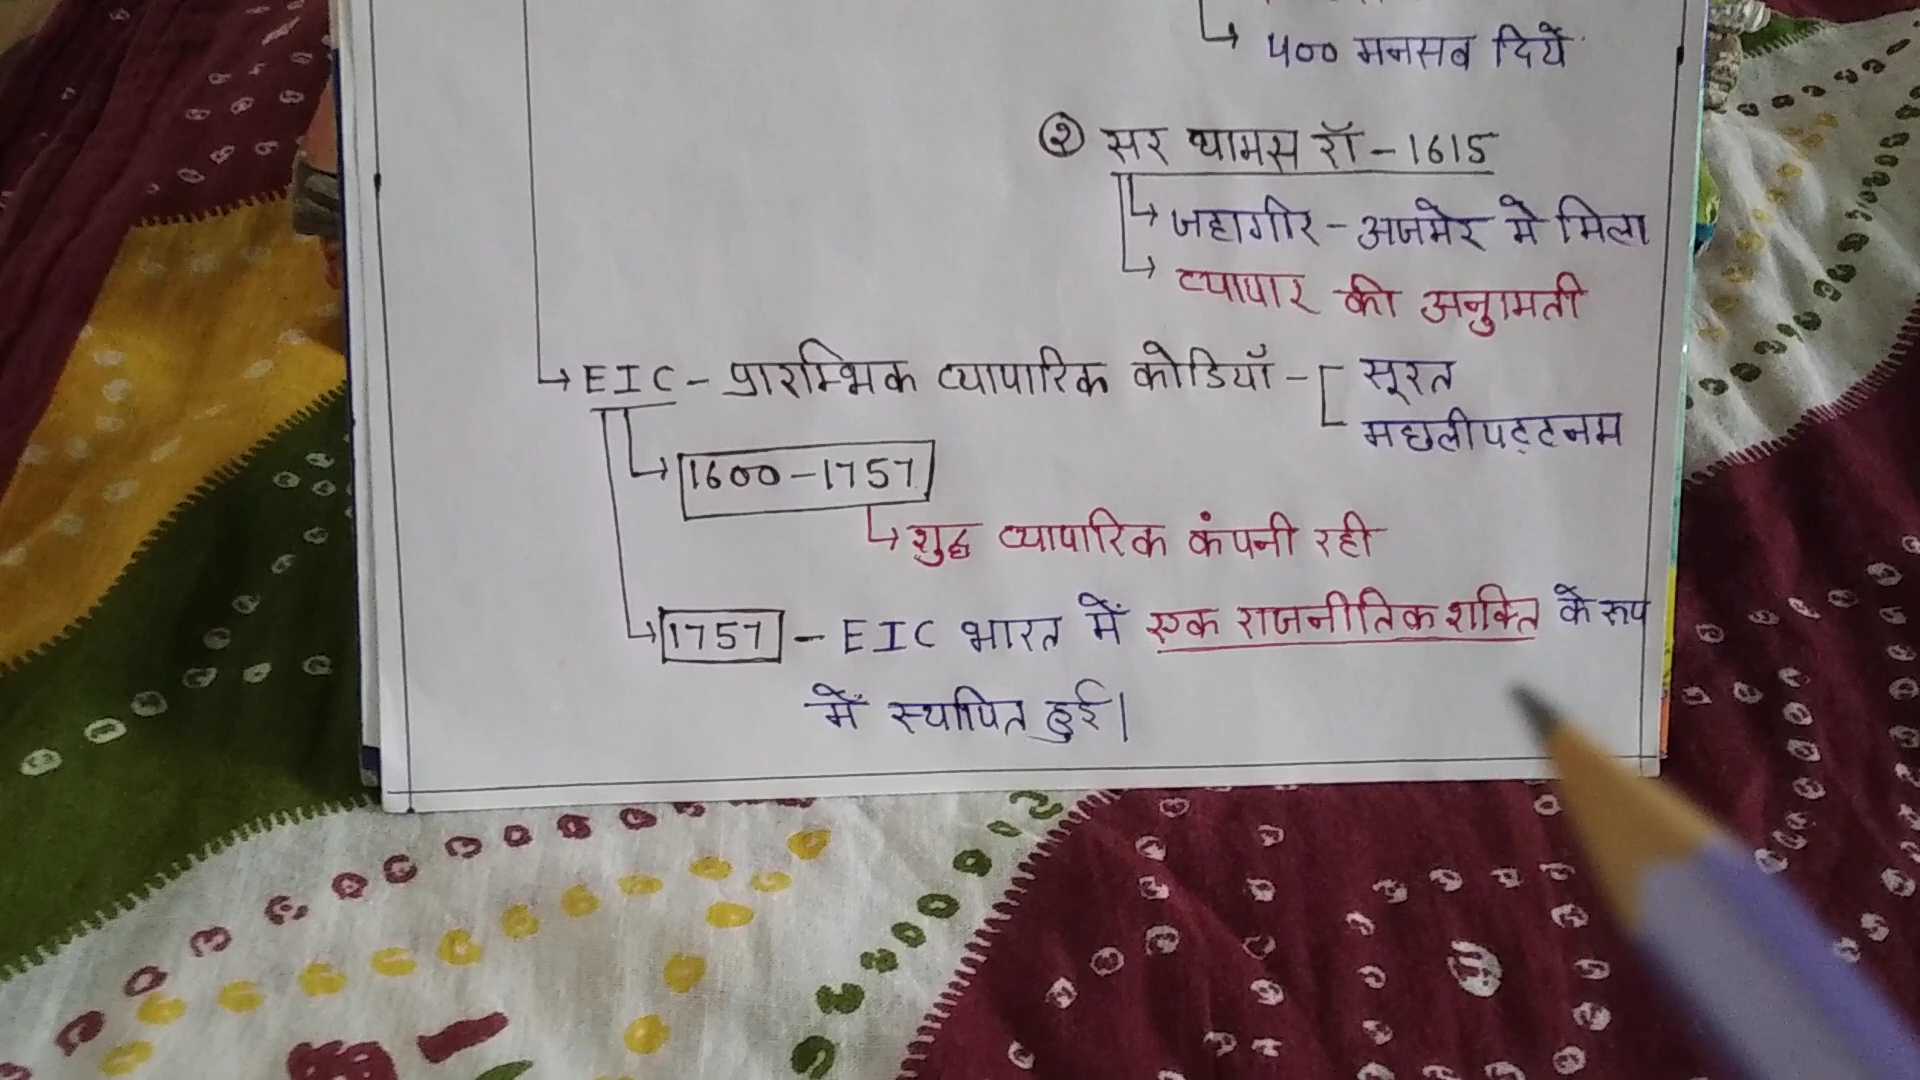 ↳ 400 मनसब दिये
② सर थामस रॉ - 1615
↳ जहागीर - अजमेर मे मिला
↳ व्यापार की अनुमती
↳ EIC - प्रारम्भिक व्यापारिक कोडियाँ - [ सूरत
मछलीपट्टनम
↳ 1600 - 1757
↳ शुद्ध व्यापारिक कंपनी रही
↳ 1757 - EIC भारत में एक राजनीतिक शक्ति के रूप
में स्थापित हुई।